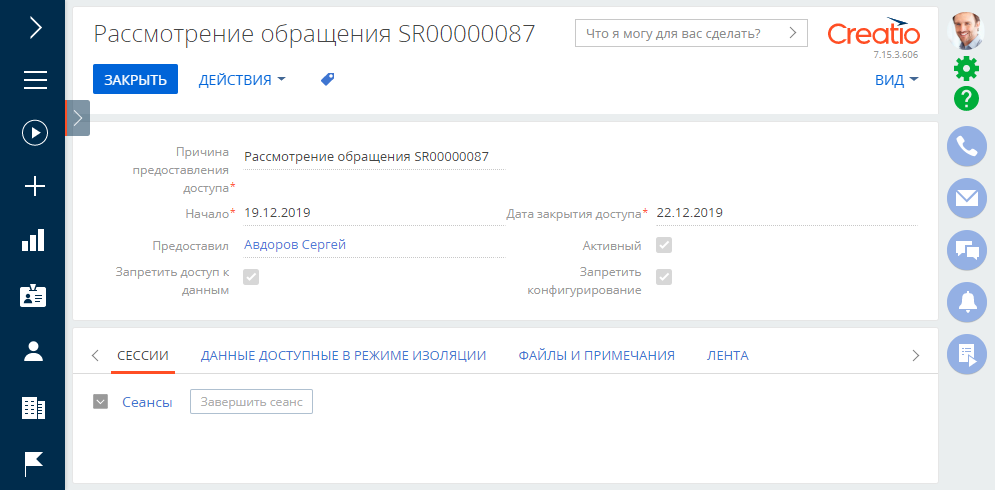 Рассмотрение обращения SR00000087
Что я могу для вас сделать?
Creatio
7.15.3.606
ЗАКРЫТЬ
ДЕЙСТВИЯ
ВИД
Причина
предоставления
доступа*
Рассмотрение обращения SR00000087
Начало*
19.12.2019
Дата закрытия доступа*
22.12.2019
Предоставил
Авдоров Сергей
Активный
Запретить доступ к
данным
Запретить
конфигурирование
СЕССИИ
ДАННЫЕ ДОСТУПНЫЕ В РЕЖИМЕ ИЗОЛЯЦИИ
ФАЙЛЫ И ПРИМЕЧАНИЯ
ЛЕНТА
Сеансы
Завершить сеанс